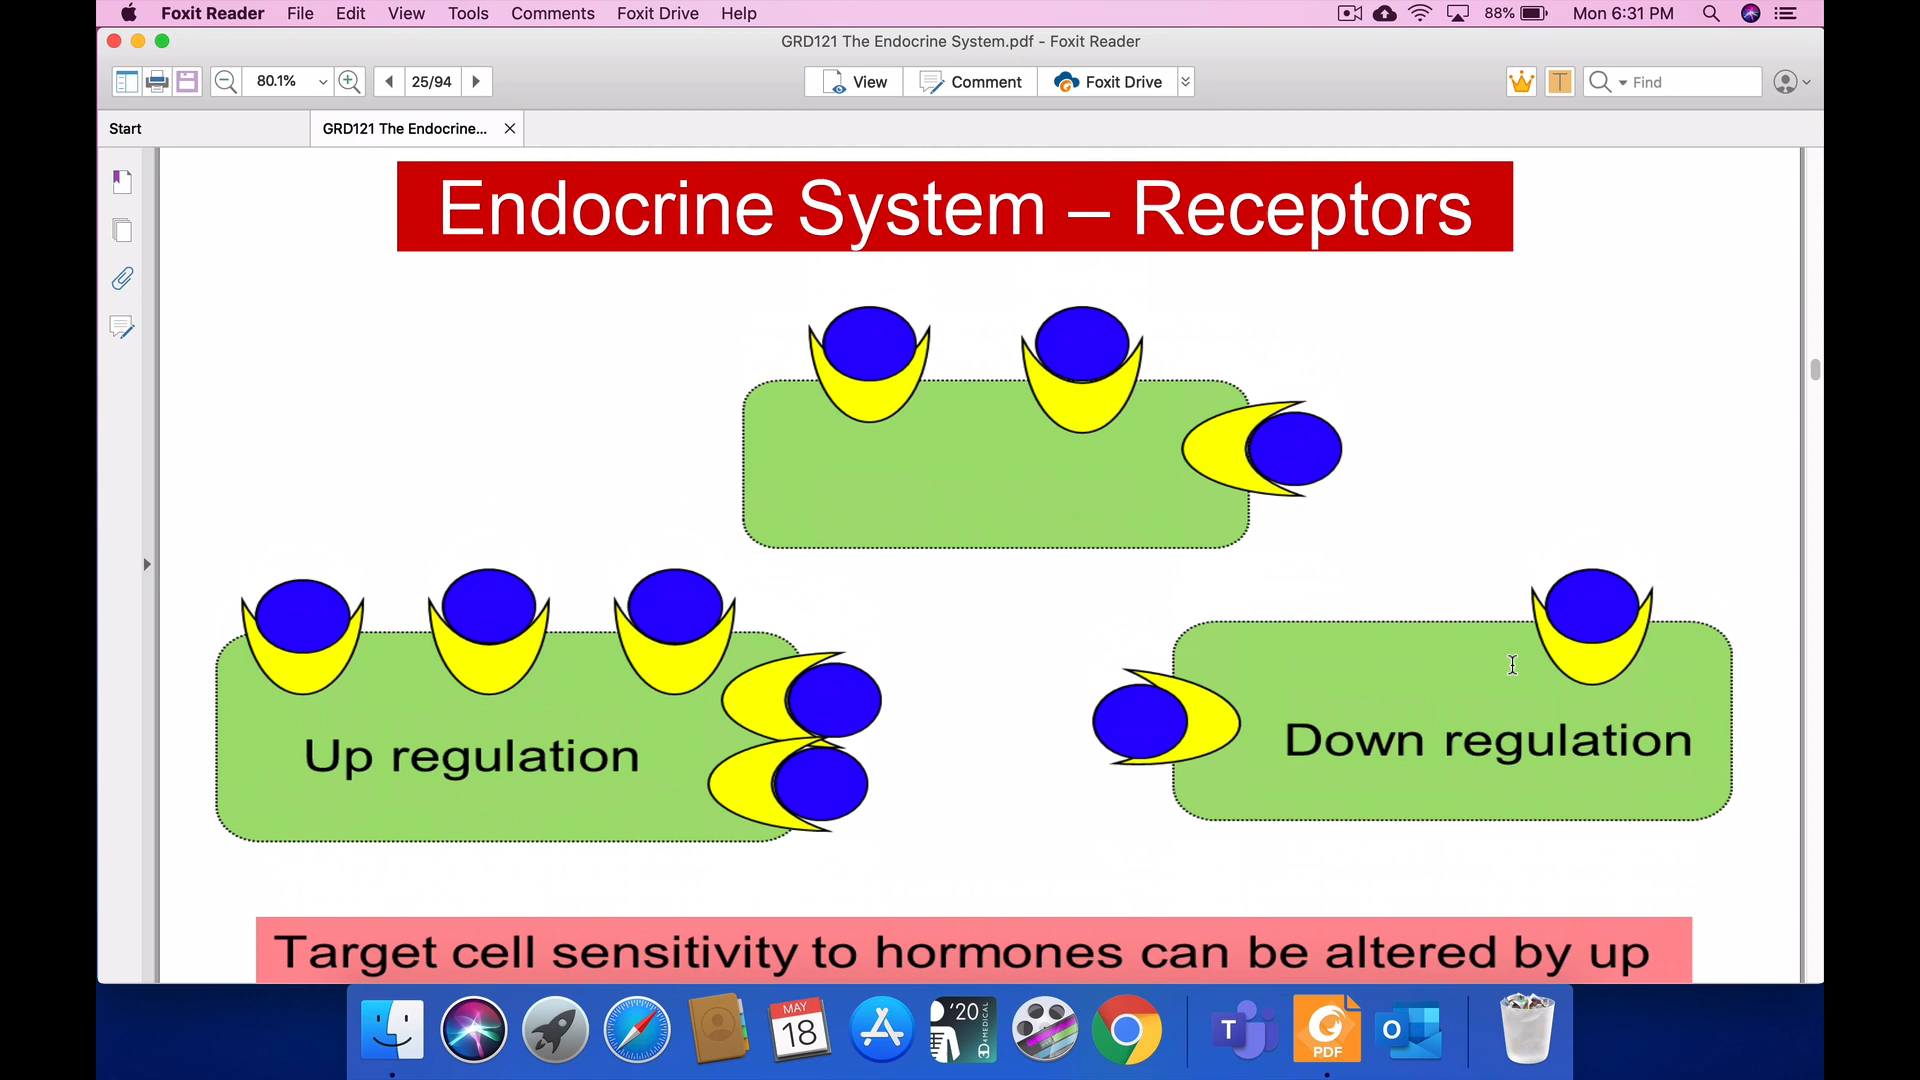 Foxit Reader File Edit View Tools Comments Foxit Drive Help 88% Mon 6:31 PM
GRD121 The Endocrine System.pdf - Foxit Reader
80.1% 25/94 View Comment Foxit Drive T Find
Start GRD121 The Endocrine...
Endocrine System – Receptors
Up regulation
Down regulation
Target cell sensitivity to hormones can be altered by up
MAY
18
'20
3D4MEDICAL
T
PDF
O